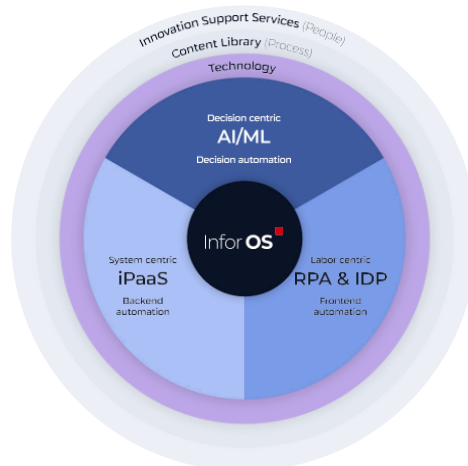 Innovation Support Services (People)
Content Library (Process)
Technology
Decision centric
AI/ML
Decision automation
Infor OS
System centric
iPaaS
Backend
automation
Labor centric
RPA & IDP
Frontend
automation